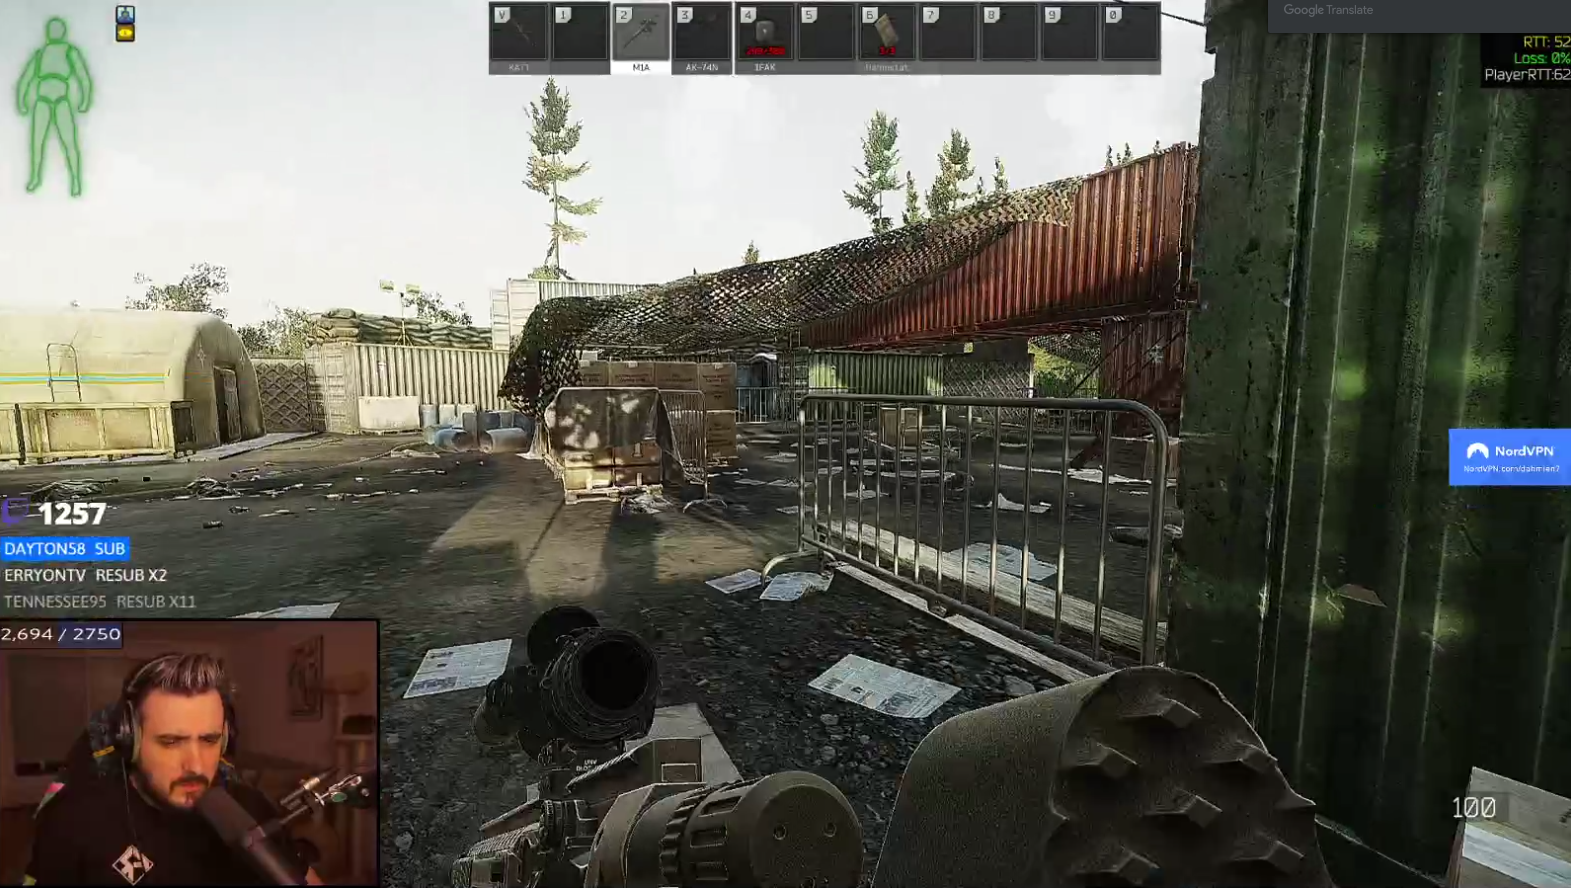 Google Translate
V 1 2 3 4 5 6 7 8 9 0
M1A AK-74N IFAK
RTT: 52
Loss: 0%
PlayerRTT:62
NordVPN
1257
DAYTON58 SUB
ERRYONTV RESUB X2
TENNESSEE95 RESUB X11
2,694 / 2750
100